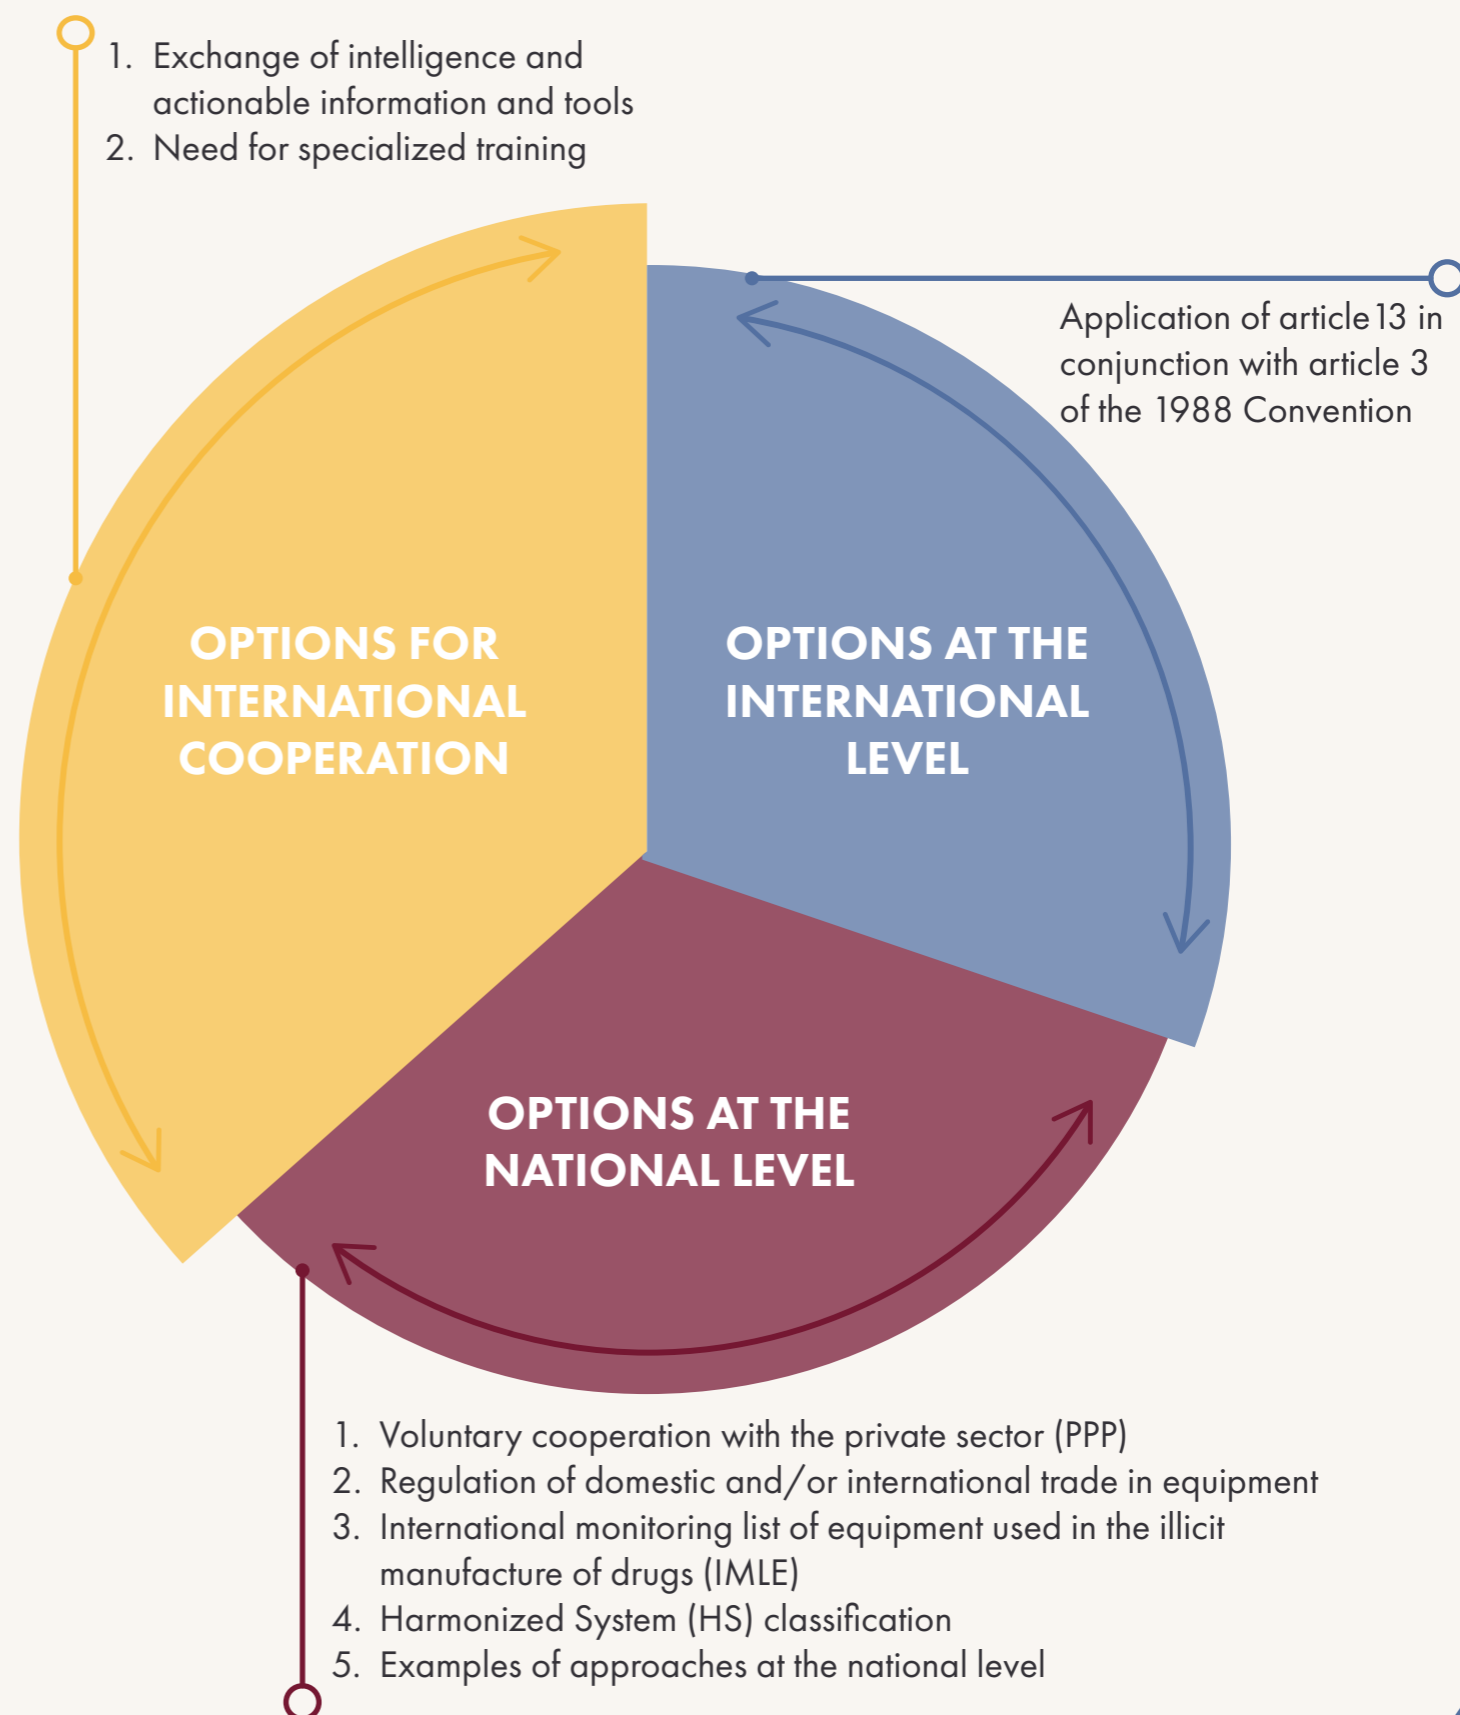 1. Exchange of intelligence and
actionable information and tools
2. Need for specialized training
Application of article 13 in
conjunction with article 3
of the 1988 Convention
OPTIONS FOR
INTERNATIONAL
COOPERATION
OPTIONS AT THE
INTERNATIONAL
LEVEL
OPTIONS AT THE
NATIONAL LEVEL
1. Voluntary cooperation with the private sector (PPP)
2. Regulation of domestic and/or international trade in equipment
3. International monitoring list of equipment used in the illicit
manufacture of drugs (IMLE)
4. Harmonized System (HS) classification
5. Examples of approaches at the national level